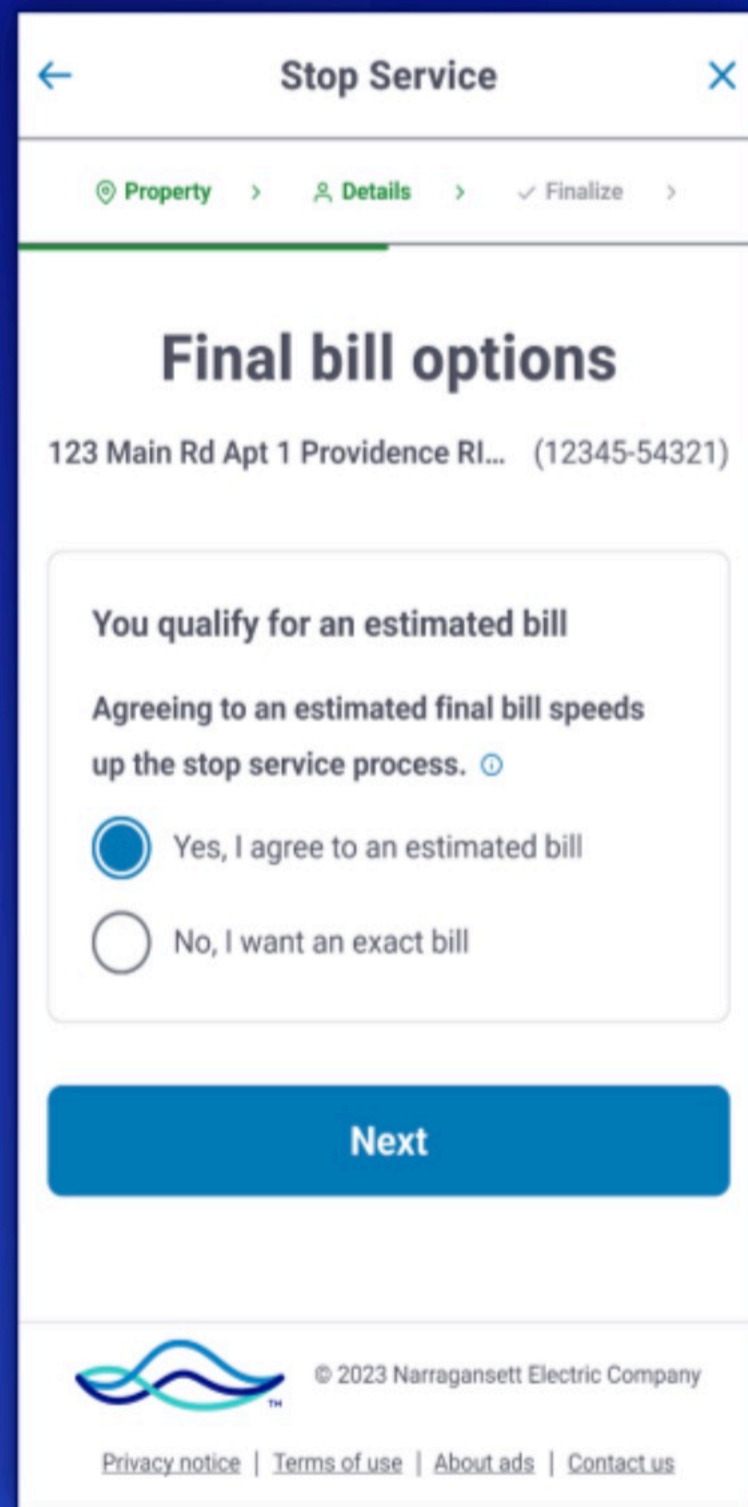 Stop Service
Property > Details > Finalize >
Final bill options
123 Main Rd Apt 1 Providence RI... (12345-54321)
You qualify for an estimated bill
Agreeing to an estimated final bill speeds
up the stop service process.
Yes, I agree to an estimated bill
No, I want an exact bill
Next
TM
© 2023 Narragansett Electric Company
Privacy notice | Terms of use | About ads | Contact us